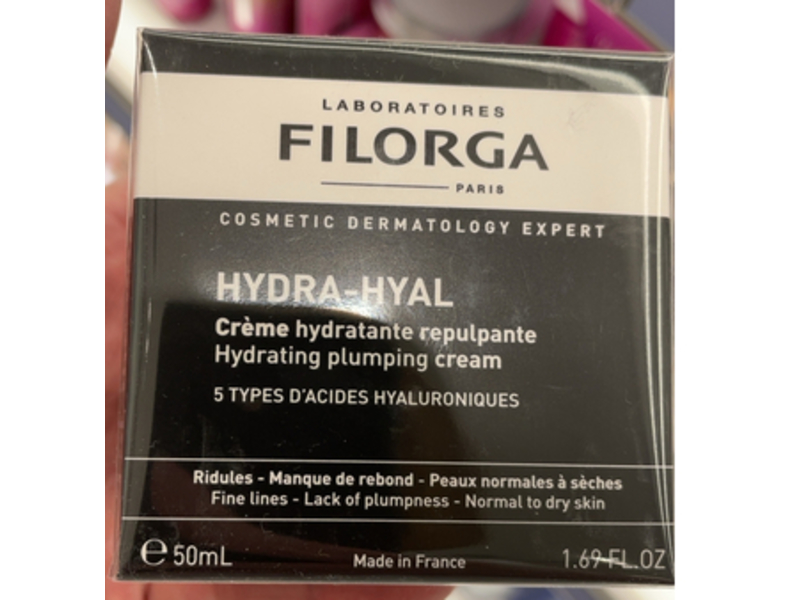 LABORATOIRES
FILORGA
PARIS
COSMETIC DERMATOLOGY EXPERT
HYDRA-HYAL
Crème hydratante repulpante
Hydrating plumping cream
5 TYPES D'ACIDES HYALURONIQUES
Ridules - Manque de rebond - Peaux normales à sèches
Fine lines - Lack of plumpness - Normal to dry skin
℮ 50mL Made in France 1.69 FL.OZ